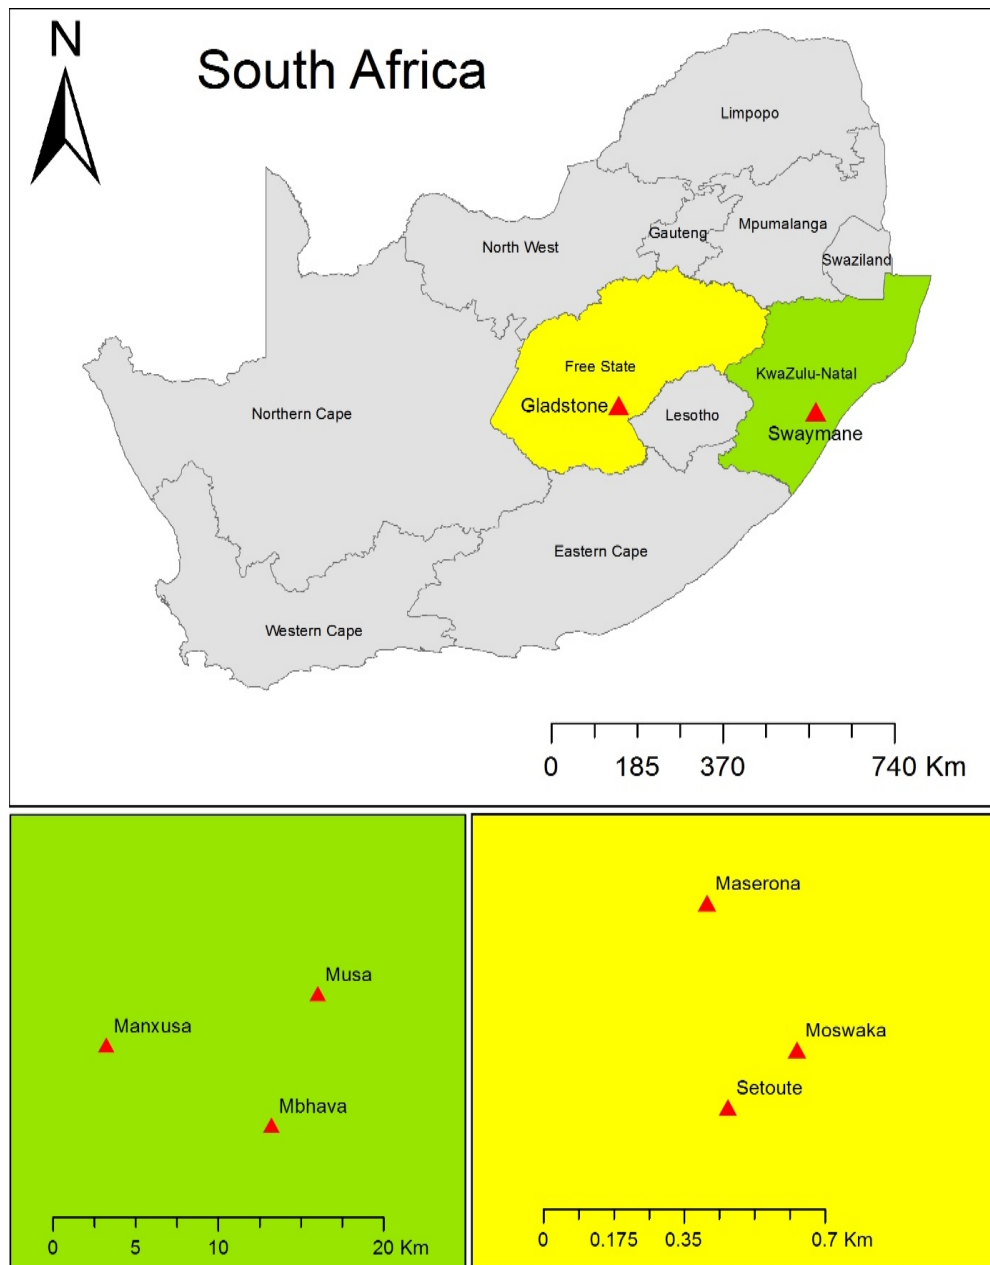 N
South Africa
Limpopo
North West
Gauteng
Mpumalanga
Swaziland
Free State
KwaZulu-Natal
Gladstone
Northern Cape
Lesotho
Swaymane
Eastern Cape
Western Cape
0 185 370 740 Km
Musa
Manxusa
Mbhava
0 5 10 20 Km
Maserona
Moswaka
Setoute
0 0.175 0.35 0.7 Km